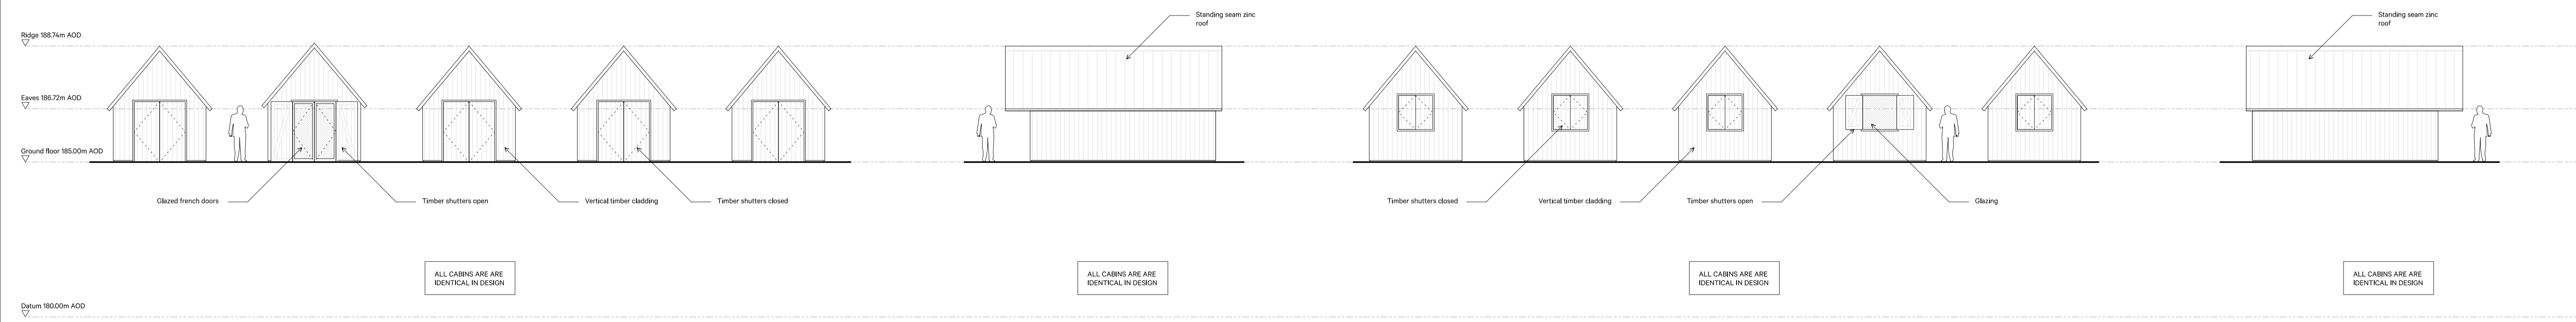 Standing seam zinc
roof
Standing seam zinc
roof
Ridge 188.74m AOD
Eaves 186.72m AOD
Ground floor 185.00m AOD
Glazed french doors
Timber shutters open
Vertical timber cladding
Timber shutters closed
Timber shutters closed
Vertical timber cladding
Timber shutters open
Glazing
ALL CABINS ARE ARE
IDENTICAL IN DESIGN
ALL CABINS ARE ARE
IDENTICAL IN DESIGN
ALL CABINS ARE ARE
IDENTICAL IN DESIGN
ALL CABINS ARE ARE
IDENTICAL IN DESIGN
Datum 180.00m AOD